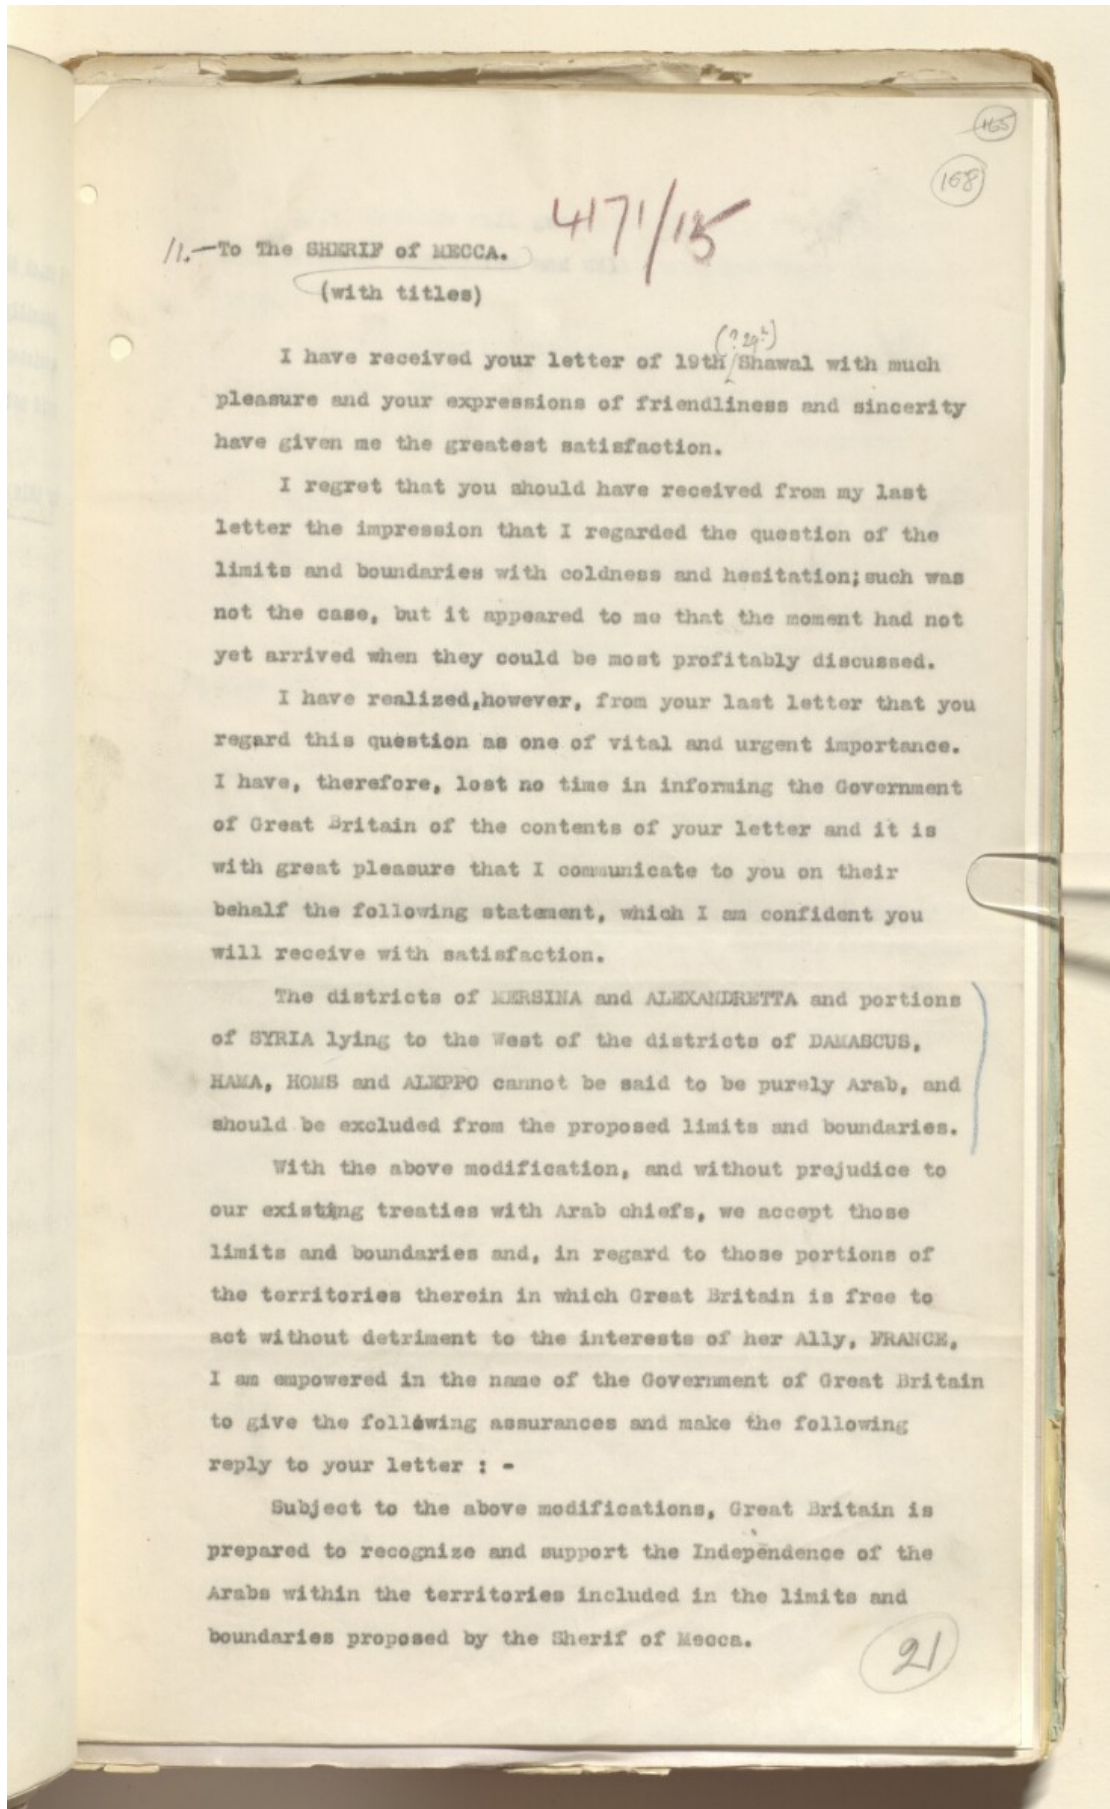 165
168
4171/15
11.—To The SHERIF of MECCA.
(with titles)
(? 29th)
I have received your letter of 19th Shawal with much
pleasure and your expressions of friendliness and sincerity
have given me the greatest satisfaction.
I regret that you should have received from my last
letter the impression that I regarded the question of the
limits and boundaries with coldness and hesitation;such was
not the case, but it appeared to me that the moment had not
yet arrived when they could be most profitably discussed.
I have realized,however, from your last letter that you
regard this question as one of vital and urgent importance.
I have, therefore, lost no time in informing the Government
of Great Britain of the contents of your letter and it is
with great pleasure that I communicate to you on their
behalf the following statement, which I am confident you
will receive with satisfaction.
The districts of MERSINA and ALEXANDRETTA and portions
of SYRIA lying to the West of the districts of DAMASCUS,
HAMA, HOMS and ALEPPO cannot be said to be purely Arab, and
should be excluded from the proposed limits and boundaries.
With the above modification, and without prejudice to
our existing treaties with Arab chiefs, we accept those
limits and boundaries and, in regard to those portions of
the territories therein in which Great Britain is free to
act without detriment to the interests of her Ally, FRANCE,
I am empowered in the name of the Government of Great Britain
to give the following assurances and make the following
reply to your letter : -
Subject to the above modifications, Great Britain is
prepared to recognize and support the Independence of the
Arabs within the territories included in the limits and
boundaries proposed by the Sherif of Mecca.
21